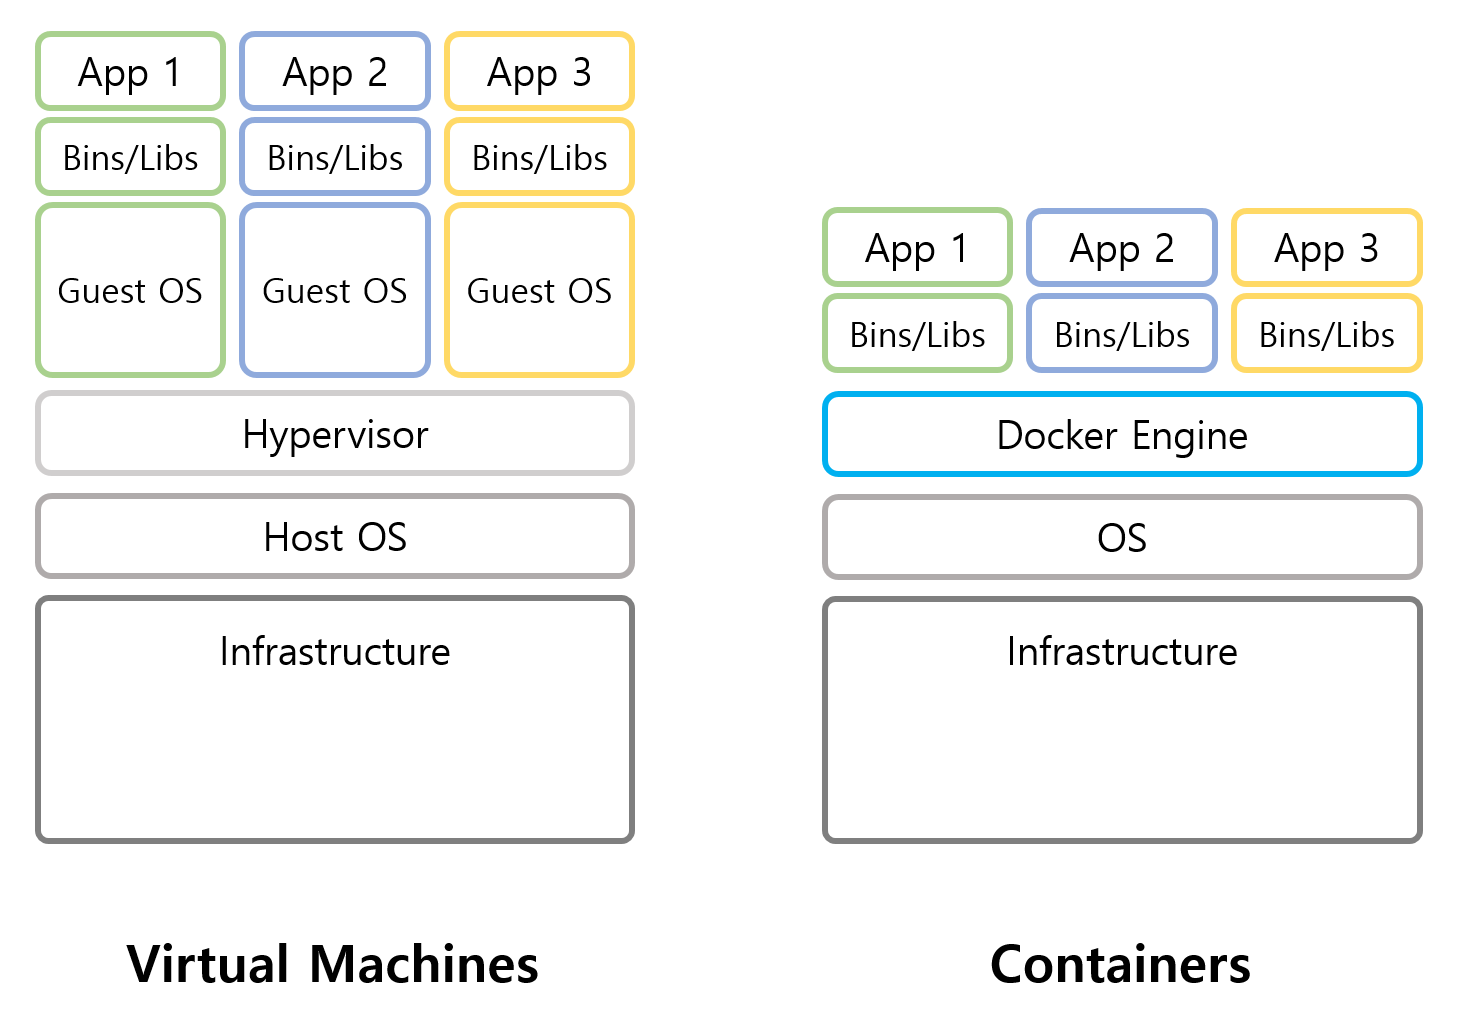 App 1
App 2
App 3
Bins/Libs
Bins/Libs
Bins/Libs
Guest OS
Guest OS
Guest OS
Hypervisor
Host OS
Infrastructure
Virtual Machines
App 1
App 2
App 3
Bins/Libs
Bins/Libs
Bins/Libs
Docker Engine
OS
Infrastructure
Containers